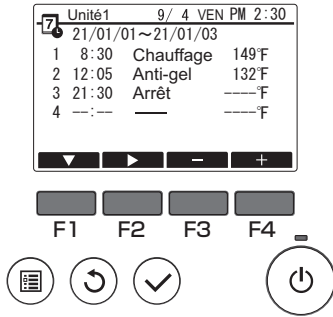 7 Unité1 9/ 4 VEN PM 2:30
21/01/01~21/01/03
1 8:30 Chauffage 149°F
2 12:05 Anti-gel 132°F
3 21:30 Arrêt ----°F
4 --:-- —— ----°F
▼ ▶ − +
F1 F2 F3 F4